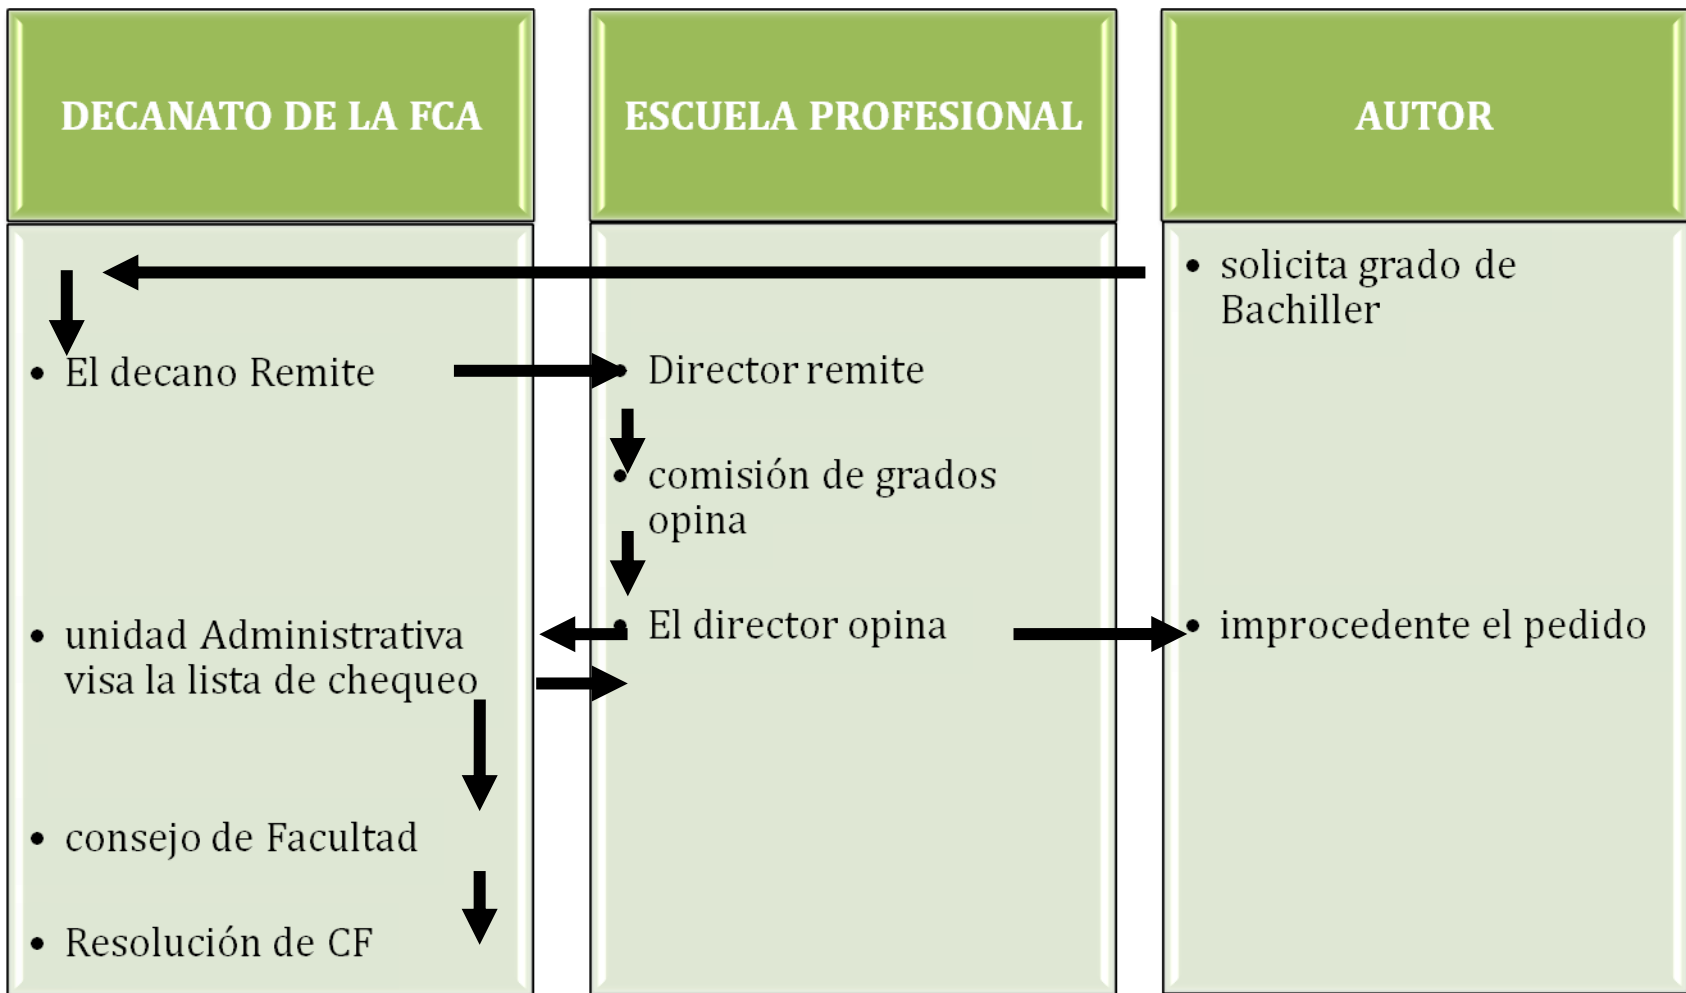 DECANATO DE LA FCA
ESCUELA PROFESIONAL
AUTOR
• solicita grado de
Bachiller
• El decano Remite
• Director remite
• comisión de grados
opina
• El director opina
• improcedente el pedido
• unidad Administrativa
visa la lista de chequeo
• consejo de Facultad
• Resolución de CF